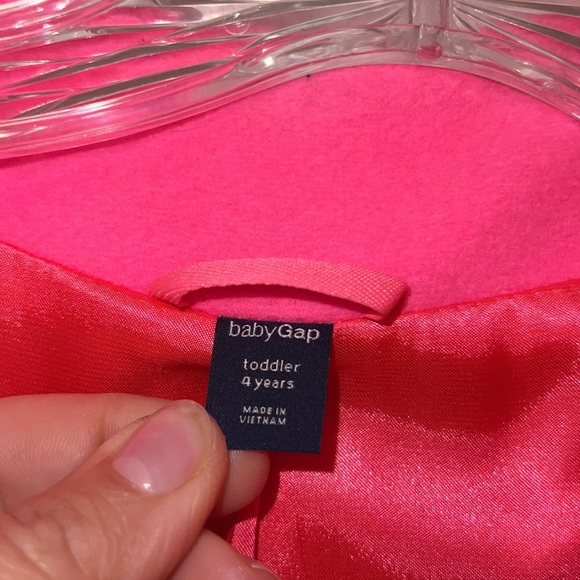 babyGap
toddler
4 years
MADE IN
VIETNAM